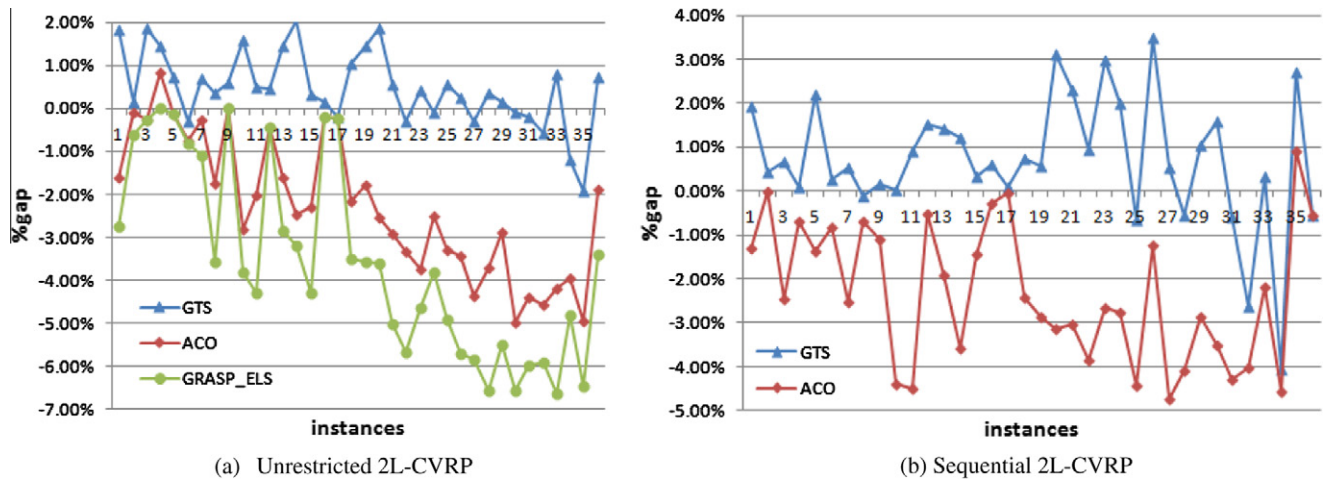 2.00%
1.00%
0.00%
-1.00%
-2.00%
-3.00%
-4.00%
-5.00%
-6.00%
-7.00%
%gap
1 3 5 7 9 11 13 15 17 19 21 23 25 27 29 31 33 35
GTS
ACO
GRASP_ELS
instances
(a) Unrestricted 2L-CVRP
4.00%
3.00%
2.00%
1.00%
0.00%
-1.00%
-2.00%
-3.00%
-4.00%
-5.00%
%gap
1 3 5 7 9 11 13 15 17 19 21 23 25 27 29 31 33 35
GTS
ACO
instances
(b) Sequential 2L-CVRP